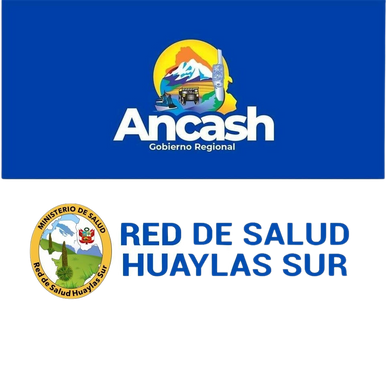 Ancash
Gobierno Regional
MINISTERIO DE SALUD
Red de Salud Huaylas Sur
RED DE SALUD
HUAYLAS SUR